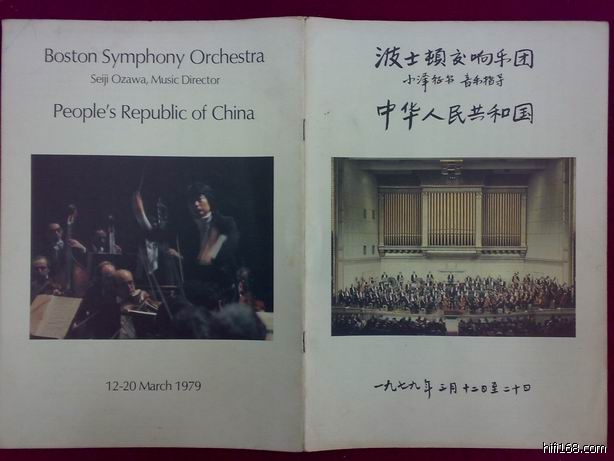 Boston Symphony Orchestra
Seiji Ozawa, Music Director
People's Republic of China
12-20 March 1979
波士頓交响乐团
小泽征尔 音乐指导
中华人民共和国
一九七九年三月十二日至二十日
hifi168.com